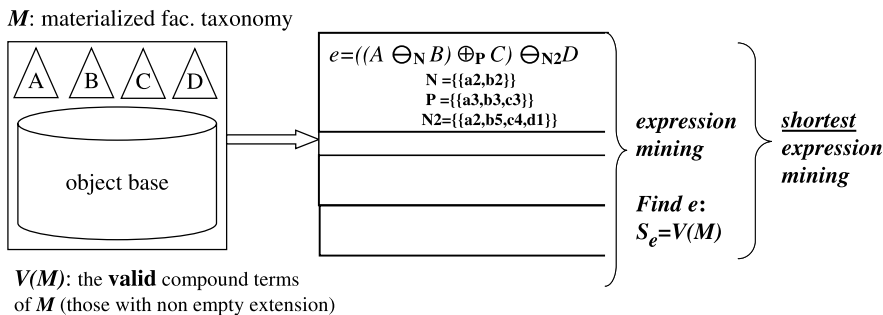 M: materialized fac. taxonomy
A B C D
object base
V(M): the valid compound terms
of M (those with non empty extension)
e=((A ⊖N B) ⊕P C) ⊖N2D
N ={{a2,b2}}
P ={{a3,b3,c3}}
N2={{a2,b5,c4,d1}}
expression
mining
Find e:
Se=V(M)
shortest
expression
mining